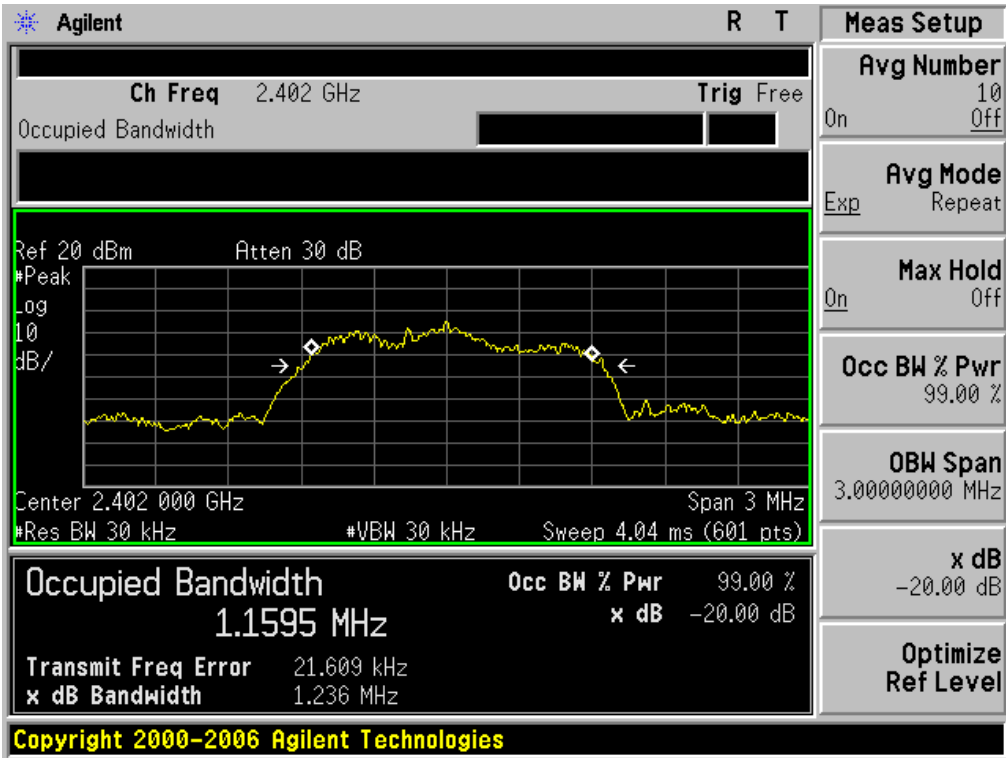 Agilent R T
Ch Freq 2.402 GHz Trig Free
Occupied Bandwidth
Ref 20 dBm Atten 30 dB
#Peak
Log
10
dB/
Center 2.402 000 GHz Span 3 MHz
#Res BW 30 kHz #VBW 30 kHz Sweep 4.04 ms (601 pts)
Occupied Bandwidth Occ BW % Pwr 99.00 %
1.1595 MHz x dB -20.00 dB
Transmit Freq Error 21.609 kHz
x dB Bandwidth 1.236 MHz
Copyright 2000-2006 Agilent Technologies
Meas Setup
Avg Number
10
On Off
Avg Mode
Exp Repeat
Max Hold
On Off
Occ BW % Pwr
99.00 %
OBW Span
3.00000000 MHz
x dB
-20.00 dB
Optimize
Ref Level